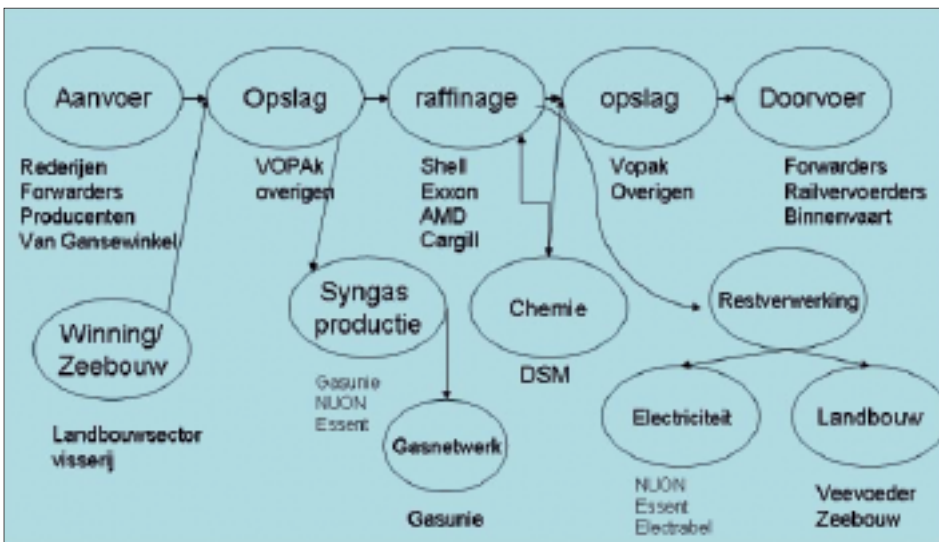 Aanvoer
Opslag
raffinage
opslag
Doorvoer
Rederijen
Forwarders
Producenten
Van Gansewinkel
VOPAk
overigen
Shell
Exxon
AMD
Cargill
Vopak
Overigen
Forwarders
Railvervoerders
Binnenvaart
Winning/
Zeebouw
Landbouwsector
visserij
Syngas
productie
Gasunie
NUON
Essent
Gasnetwerk
Gasunie
Chemie
DSM
Restverwerking
Electriciteit
NUON
Essent
Electrabel
Landbouw
Veevoeder
Zeebouw